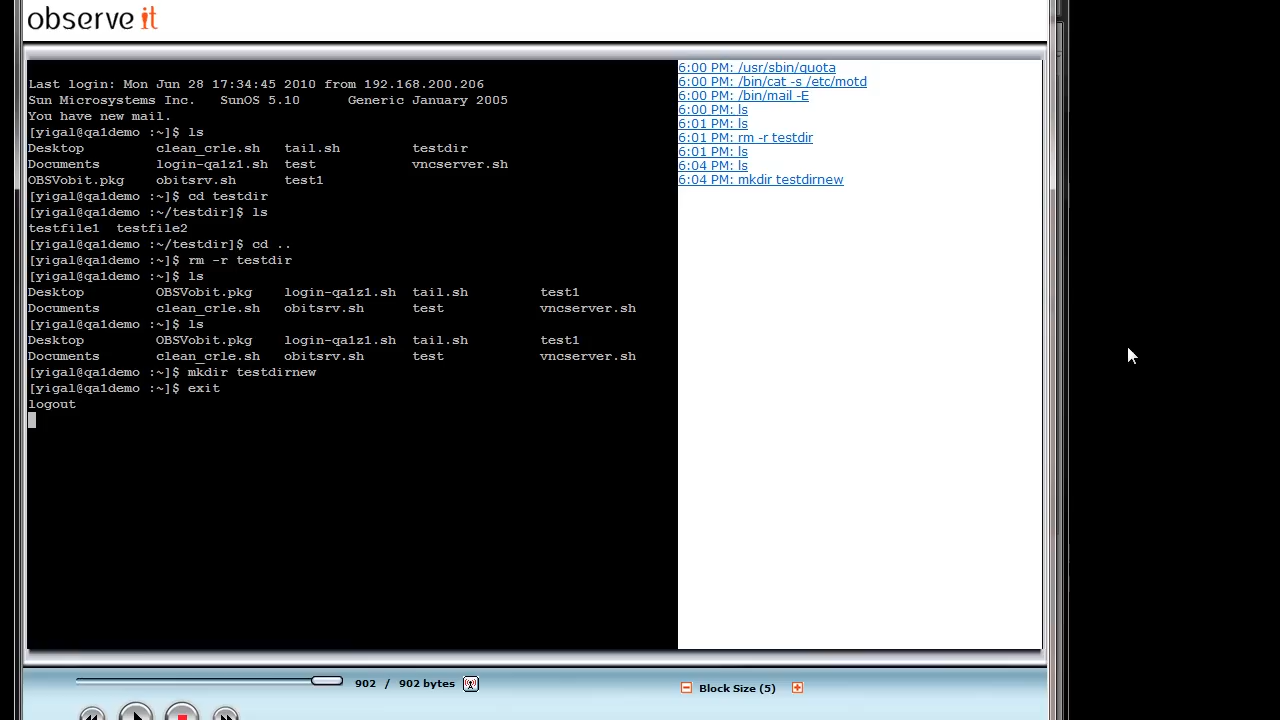 observe it
Last login: Mon Jun 28 17:34:45 2010 from 192.168.200.206
Sun Microsystems Inc.   SunOS 5.10      Generic January 2005
You have new mail.
[yigal@qa1demo :~]$ ls
Desktop         clean_crle.sh   tail.sh         testdir
Documents       login-qa1z1.sh  test            vncserver.sh
OBSVobit.pkg    obitsrv.sh      test1
[yigal@qa1demo :~]$ cd testdir
[yigal@qa1demo :~/testdir]$ ls
testfile1  testfile2
[yigal@qa1demo :~/testdir]$ cd ..
[yigal@qa1demo :~]$ rm -r testdir
[yigal@qa1demo :~]$ ls
Desktop         OBSVobit.pkg    login-qa1z1.sh  tail.sh         test1
Documents       clean_crle.sh   obitsrv.sh      test            vncserver.sh
[yigal@qa1demo :~]$ ls
Desktop         OBSVobit.pkg    login-qa1z1.sh  tail.sh         test1
Documents       clean_crle.sh   obitsrv.sh      test            vncserver.sh
[yigal@qa1demo :~]$ mkdir testdirnew
[yigal@qa1demo :~]$ exit
logout
6:00 PM: /usr/sbin/quota
6:00 PM: /bin/cat -s /etc/motd
6:00 PM: /bin/mail -E
6:00 PM: ls
6:01 PM: ls
6:01 PM: rm -r testdir
6:01 PM: ls
6:04 PM: ls
6:04 PM: mkdir testdirnew
902 / 902 bytes
Block Size (5)